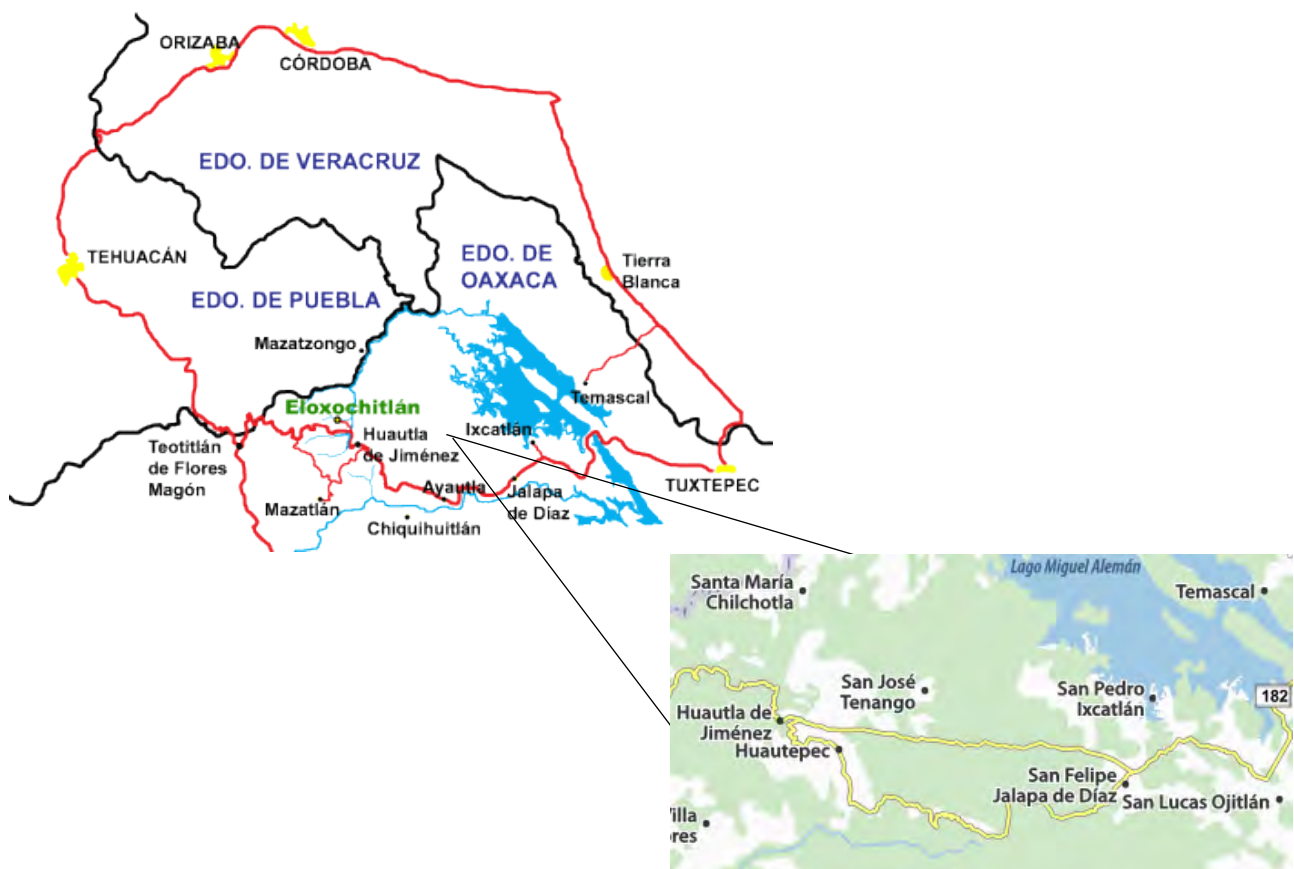 ORIZABA
CÓRDOBA
EDO. DE VERACRUZ
TEHUACÁN
EDO. DE
OAXACA
Tierra
Blanca
EDO. DE PUEBLA
Mazatzongo
Temascal
Eloxochitlán
Ixcatlán
Huautla
de Jiménez
Teotitlán
de Flores
Magón
TUXTEPEC
Ayautla
Jalapa
de Díaz
Mazatlán
Chiquihuitlán
Lago Miguel Alemán
Santa María
Chilchotla
Temascal
San José
Tenango
San Pedro
Ixcatlán
182
Huautla de
Jiménez
Huautepec
San Felipe
Jalapa de Díaz
San Lucas Ojitlán
illa
res